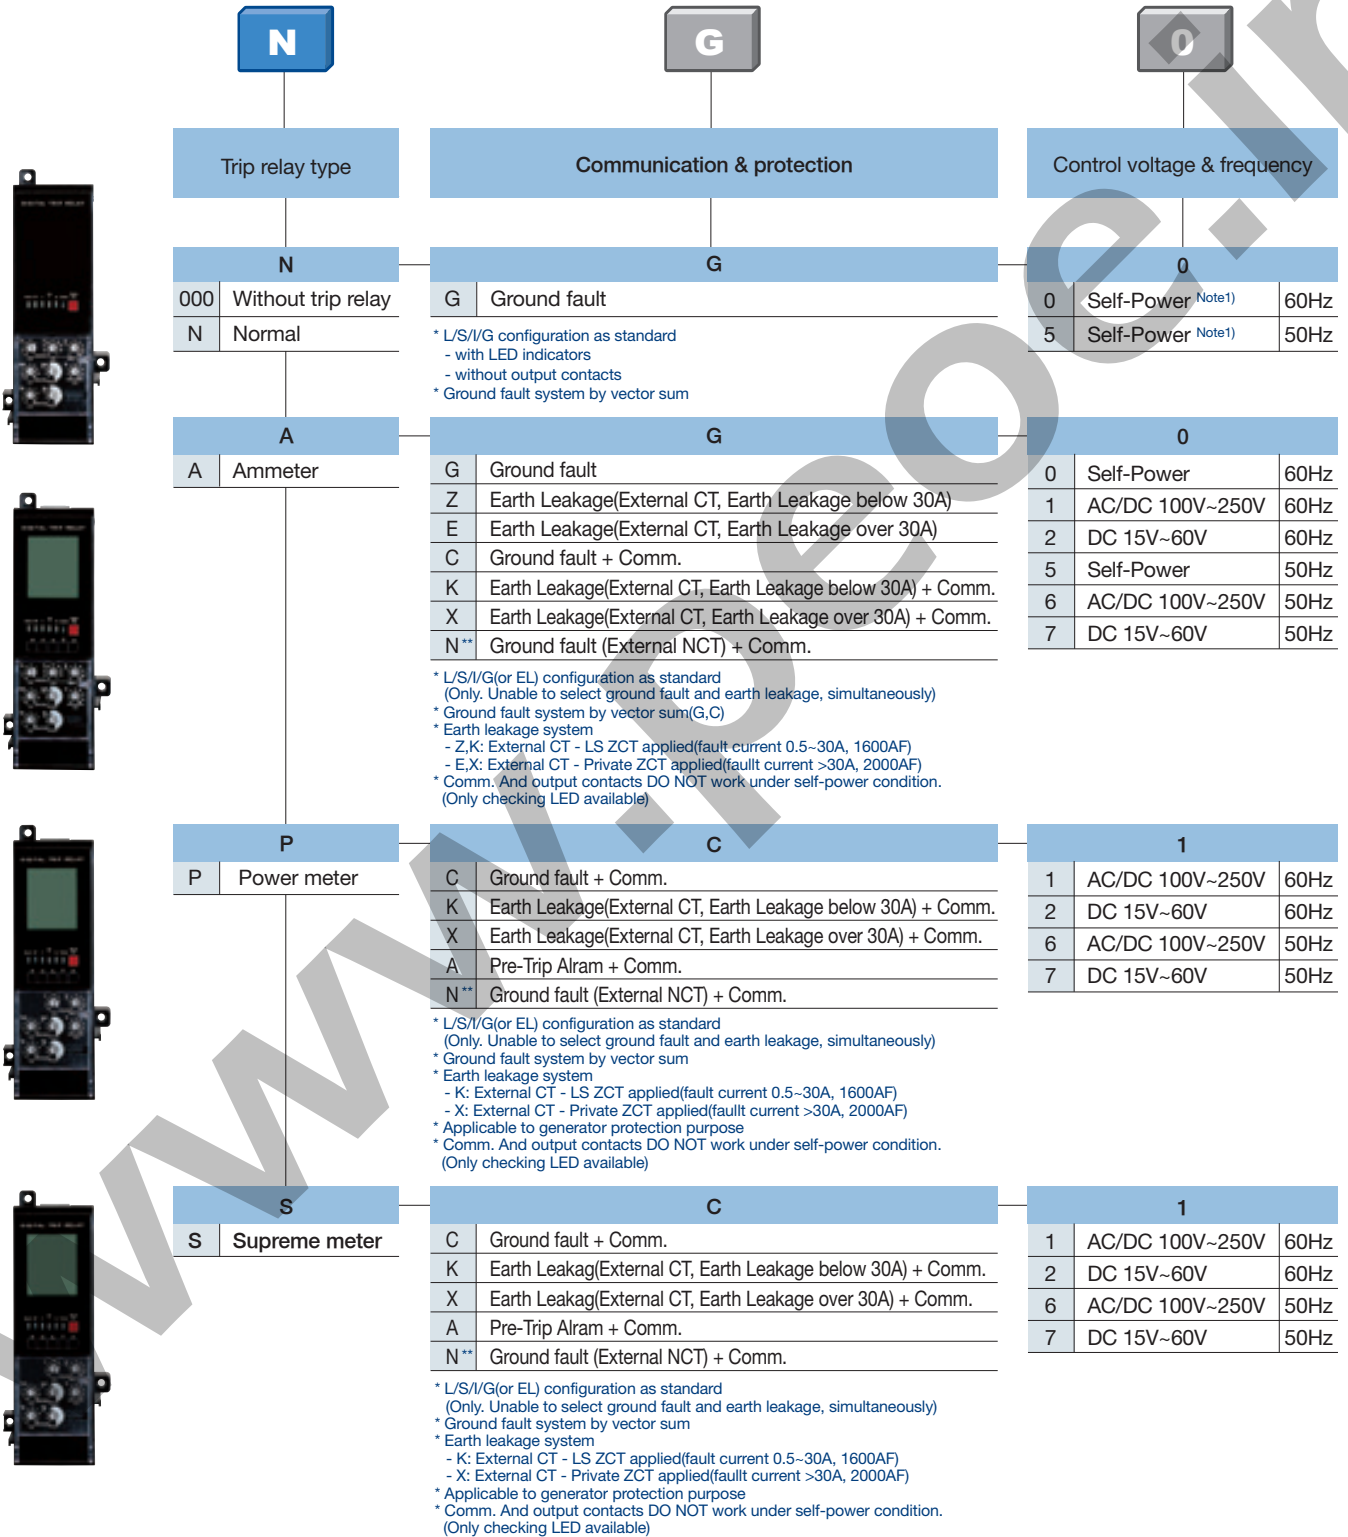 N G 0
Trip relay type Communication & protection Control voltage & frequency
N G 0
000 Without trip relay
N Normal
G Ground fault
* L/S/I/G configuration as standard
- with LED indicators
- without output contacts
* Ground fault system by vector sum
0 Self-Power Note1) 60Hz
5 Self-Power Note1) 50Hz
A G 0
A Ammeter
G Ground fault
Z Earth Leakage(External CT, Earth Leakage below 30A)
E Earth Leakage(External CT, Earth Leakage over 30A)
C Ground fault + Comm.
K Earth Leakage(External CT, Earth Leakage below 30A) + Comm.
X Earth Leakage(External CT, Earth Leakage over 30A) + Comm.
N** Ground fault (External NCT) + Comm.
* L/S/I/G(or EL) configuration as standard
(Only. Unable to select ground fault and earth leakage, simultaneously)
* Ground fault system by vector sum(G,C)
* Earth leakage system
- Z,K: External CT - LS ZCT applied(fault current 0.5~30A, 1600AF)
- E,X: External CT - Private ZCT applied(faullt current >30A, 2000AF)
* Comm. And output contacts DO NOT work under self-power condition.
(Only checking LED available)
0 Self-Power 60Hz
1 AC/DC 100V~250V 60Hz
2 DC 15V~60V 60Hz
5 Self-Power 50Hz
6 AC/DC 100V~250V 50Hz
7 DC 15V~60V 50Hz
P C 1
P Power meter
C Ground fault + Comm.
K Earth Leakage(External CT, Earth Leakage below 30A) + Comm.
X Earth Leakage(External CT, Earth Leakage over 30A) + Comm.
A Pre-Trip Alram + Comm.
N** Ground fault (External NCT) + Comm.
* L/S/I/G(or EL) configuration as standard
(Only. Unable to select ground fault and earth leakage, simultaneously)
* Ground fault system by vector sum
* Earth leakage system
- K: External CT - LS ZCT applied(fault current 0.5~30A, 1600AF)
- X: External CT - Private ZCT applied(faullt current >30A, 2000AF)
* Applicable to generator protection purpose
* Comm. And output contacts DO NOT work under self-power condition.
(Only checking LED available)
1 AC/DC 100V~250V 60Hz
2 DC 15V~60V 60Hz
6 AC/DC 100V~250V 50Hz
7 DC 15V~60V 50Hz
S C 1
S Supreme meter
C Ground fault + Comm.
K Earth Leakag(External CT, Earth Leakage below 30A) + Comm.
X Earth Leakag(External CT, Earth Leakage over 30A) + Comm.
A Pre-Trip Alram + Comm.
N** Ground fault (External NCT) + Comm.
* L/S/I/G(or EL) configuration as standard
(Only. Unable to select ground fault and earth leakage, simultaneously)
* Ground fault system by vector sum
* Earth leakage system
- K: External CT - LS ZCT applied(fault current 0.5~30A, 1600AF)
- X: External CT - Private ZCT applied(faullt current >30A, 2000AF)
* Applicable to generator protection purpose
* Comm. And output contacts DO NOT work under self-power condition.
(Only checking LED available)
1 AC/DC 100V~250V 60Hz
2 DC 15V~60V 60Hz
6 AC/DC 100V~250V 50Hz
7 DC 15V~60V 50Hz
DIGITAL TRIP RELAY
DIGITAL TRIP RELAY
DIGITAL TRIP RELAY
DIGITAL TRIP RELAY
www.peoe.ir